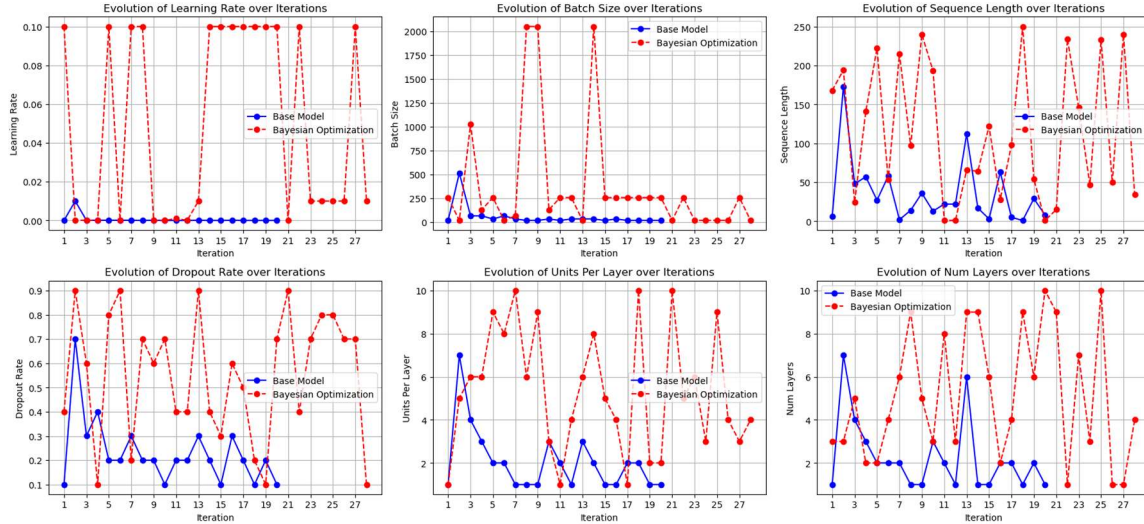 Evolution of Learning Rate over Iterations
Learning Rate
0.10
0.08
0.06
0.04
0.02
0.00
Base Model
Bayesian Optimization
1 3 5 7 9 11 13 15 17 19 21 23 25 27
Iteration
Evolution of Batch Size over Iterations
Batch Size
2000
1750
1500
1250
1000
750
500
250
0
Base Model
Bayesian Optimization
1 3 5 7 9 11 13 15 17 19 21 23 25 27
Iteration
Evolution of Sequence Length over Iterations
Sequence Length
250
200
150
100
50
0
Base Model
Bayesian Optimization
1 3 5 7 9 11 13 15 17 19 21 23 25 27
Iteration
Evolution of Dropout Rate over Iterations
Dropout Rate
0.9
0.8
0.7
0.6
0.5
0.4
0.3
0.2
0.1
Base Model
Bayesian Optimization
1 3 5 7 9 11 13 15 17 19 21 23 25 27
Iteration
Evolution of Units Per Layer over Iterations
Units Per Layer
10
8
6
4
2
Base Model
Bayesian Optimization
1 3 5 7 9 11 13 15 17 19 21 23 25 27
Iteration
Evolution of Num Layers over Iterations
Num Layers
10
8
6
4
2
Base Model
Bayesian Optimization
1 3 5 7 9 11 13 15 17 19 21 23 25 27
Iteration